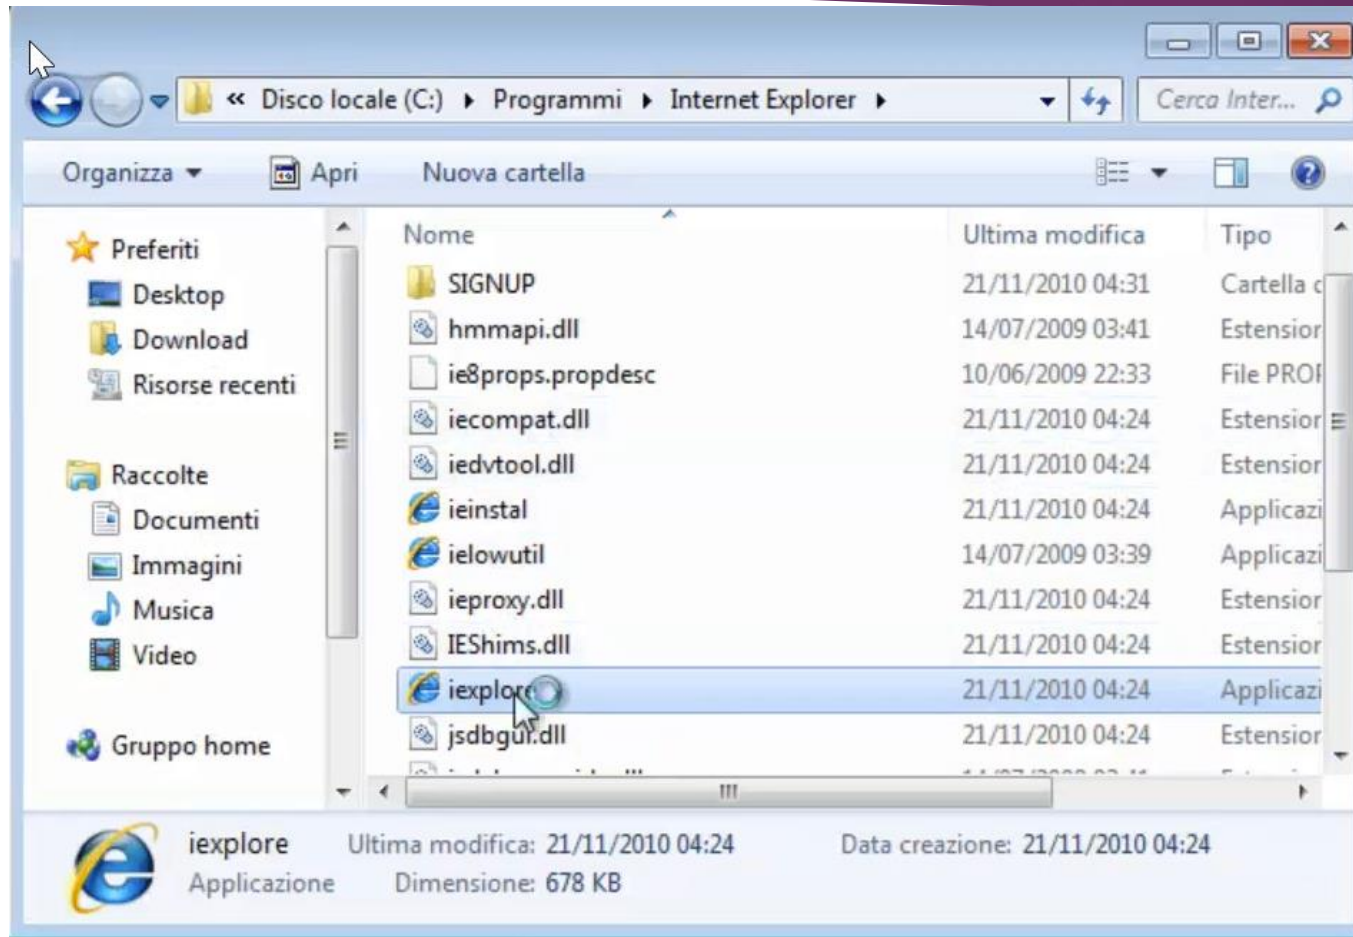 « Disco locale (C:) Programmi Internet Explorer Cerca Inter...
Organizza Apri Nuova cartella
Preferiti
Desktop
Download
Risorse recenti
Raccolte
Documenti
Immagini
Musica
Video
Gruppo home
Nome Ultima modifica Tipo
SIGNUP 21/11/2010 04:31 Cartella
hmmapi.dll 14/07/2009 03:41
ie8props.propdesc 10/06/2009 22:33 File
iecompat.dll 21/11/2010 04:24
iedvtool.dll 21/11/2010 04:24
ieinstal 21/11/2010 04:24
ielowutil 14/07/2009 03:39
ieproxy.dll 21/11/2010 04:24
IEShims.dll 21/11/2010 04:24
iexplore 21/11/2010 04:24
jsdbgui.dll 21/11/2010 04:24
iexplore Ultima modifica: 21/11/2010 04:24 Data creazione: 21/11/2010 04:24
Applicazione Dimensione: 678 KB